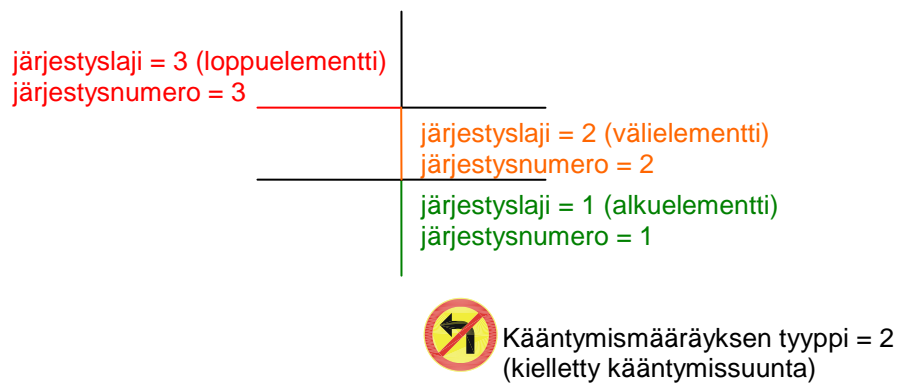 järjestyslaji = 3 (loppuelementti)
järjestysnumero = 3
järjestyslaji = 2 (välielementti)
järjestysnumero = 2
järjestyslaji = 1 (alkuelementti)
järjestysnumero = 1
Kääntymismääräyksen tyyppi = 2
(kielletty kääntymissuunta)